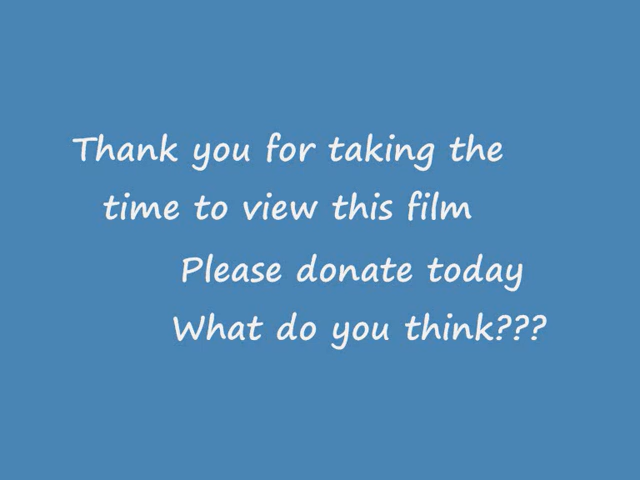 Thank you for taking the
time to view this film
Please donate today
What do you think???